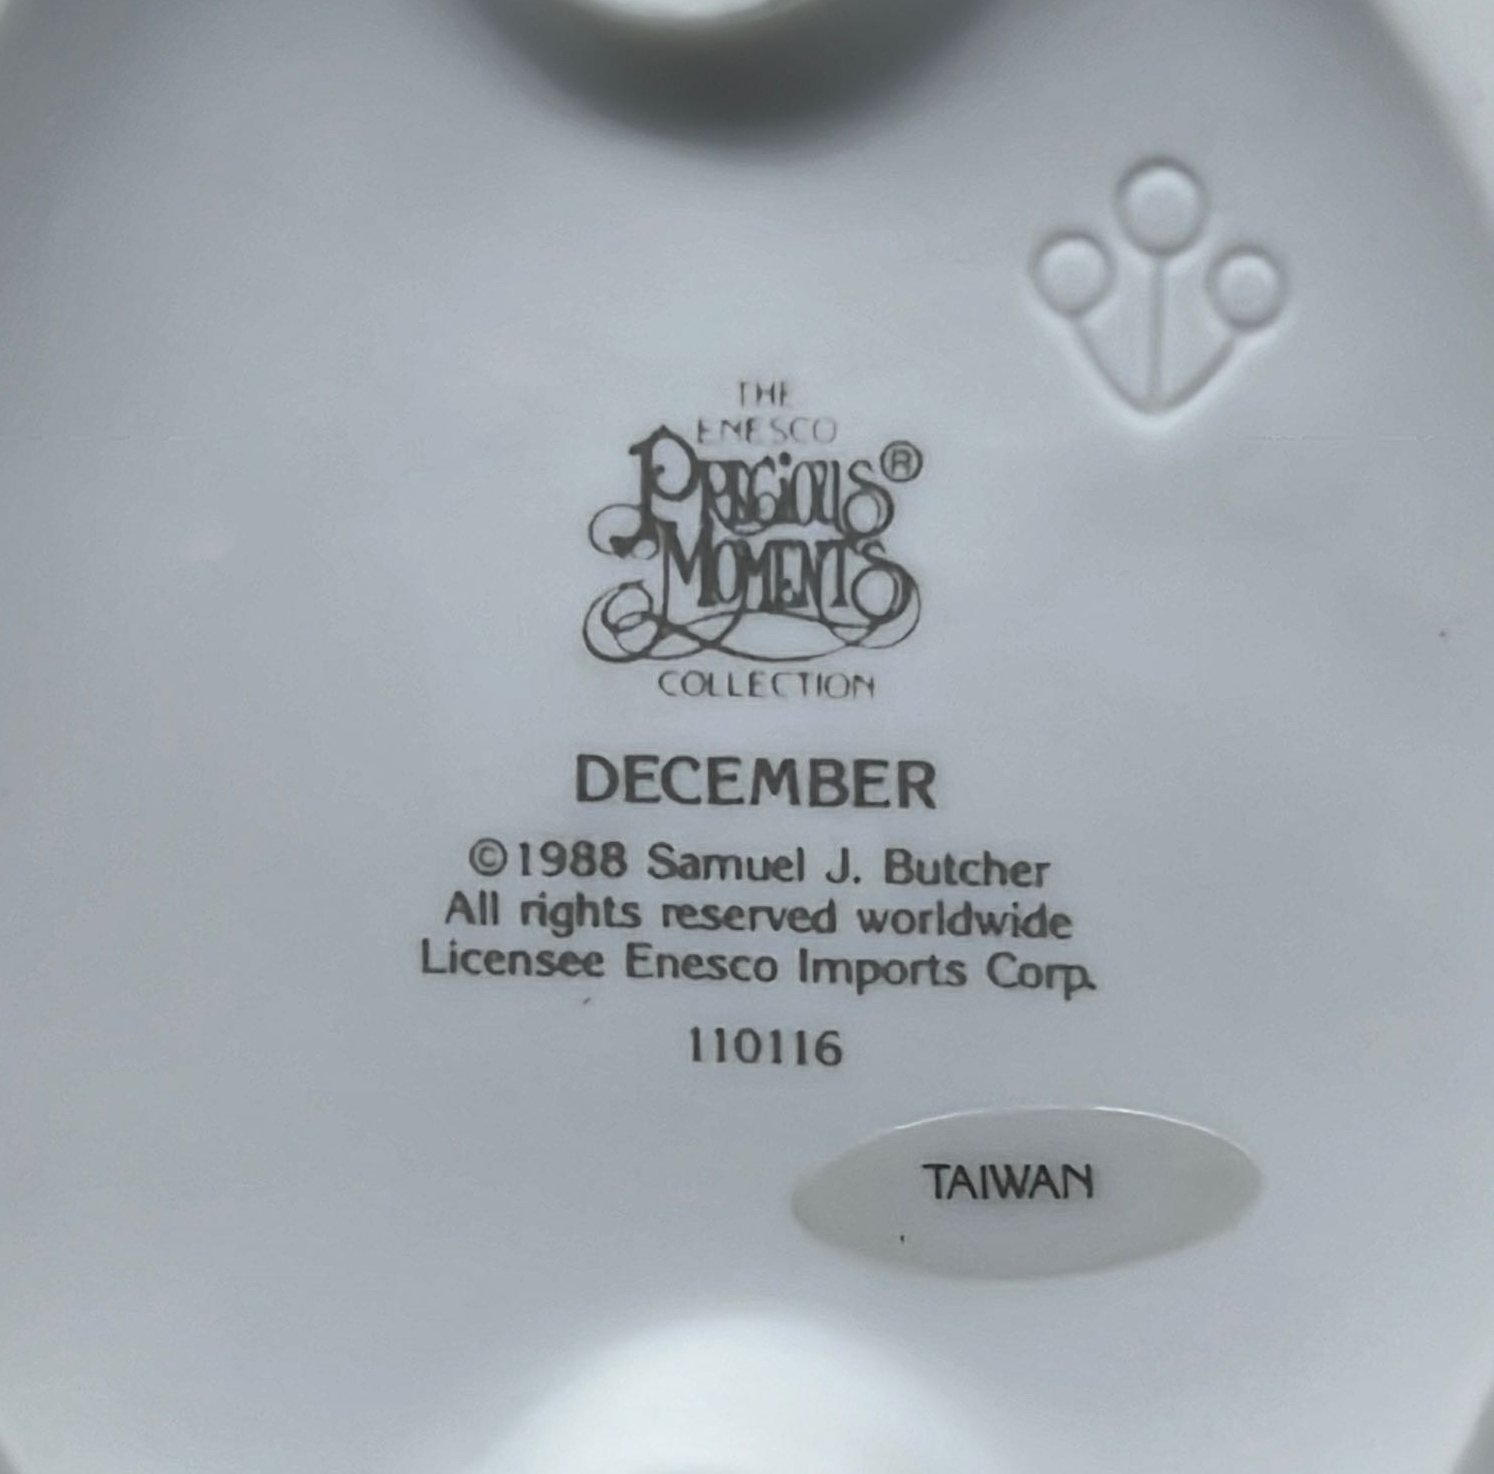 THE
ENESCO
PRECIOUS®
MOMENTS
COLLECTION
DECEMBER
©1988 Samuel J. Butcher
All rights reserved worldwide
Licensee Enesco Imports Corp.
110116
TAIWAN